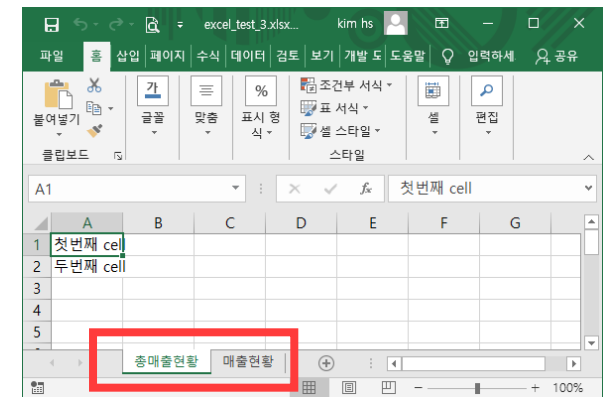 excel_test_3.xlsx... kim hs
파일 홈 삽입 페이지 수식 데이터 검토 보기 개발 도 도움말 입력하세 공유
가 % 조건부 서식
붙여넣기 글꼴 맞춤 표시 형식 표 서식 셀 편집
셀 스타일
클립보드 스타일
A1 fx 첫번째 cell
A B C D E F G
1 첫번째 cell
2 두번째 cell
3
4
5
총매출현황 매출현황
100%